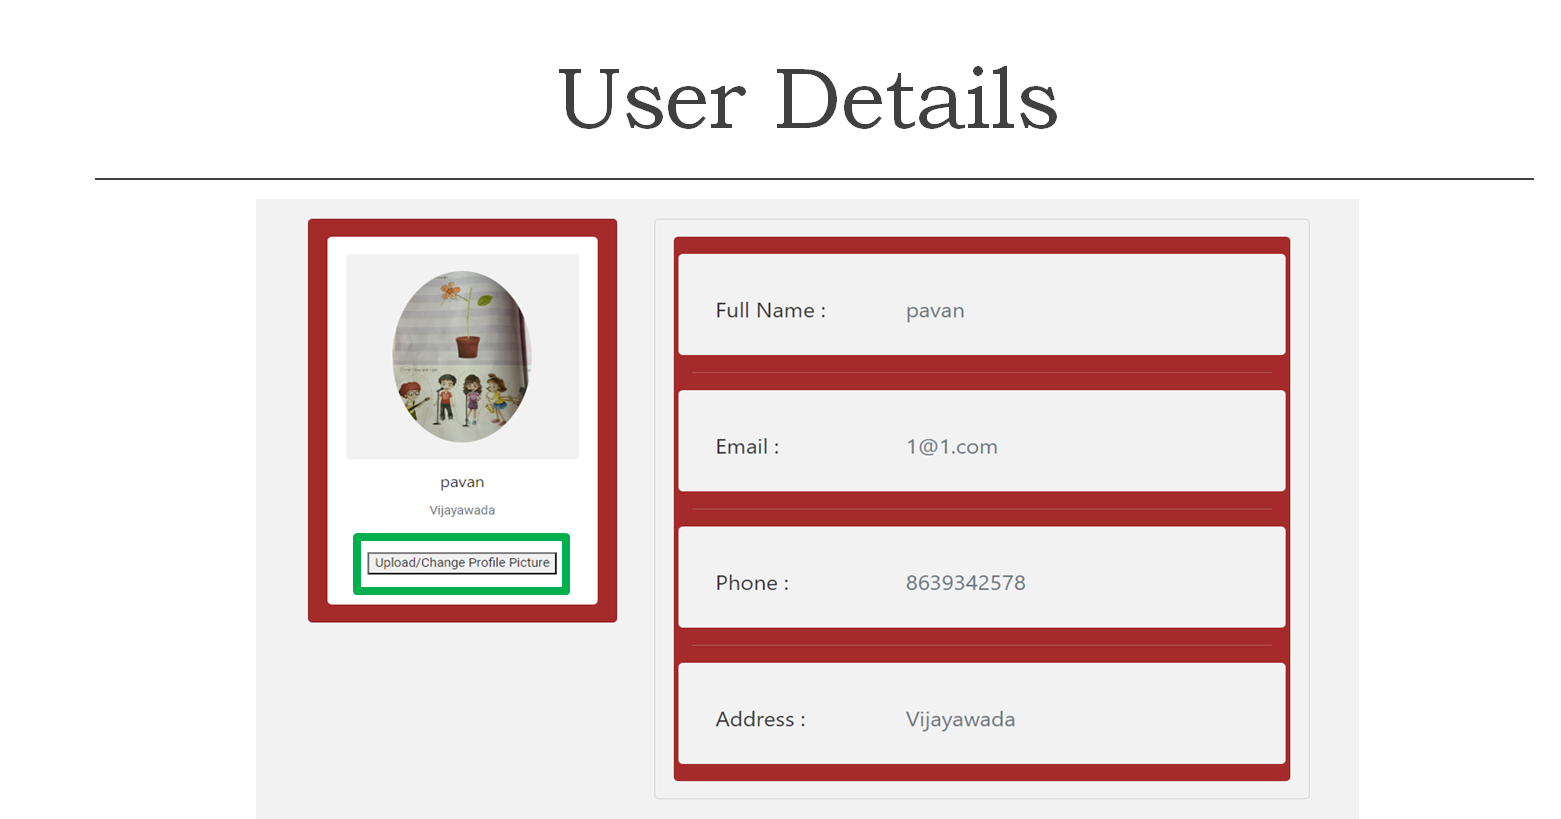 User Details
pavan
Vijayawada
Upload/Change Profile Picture
Full Name : pavan
Email : 1@1.com
Phone : 8639342578
Address : Vijayawada